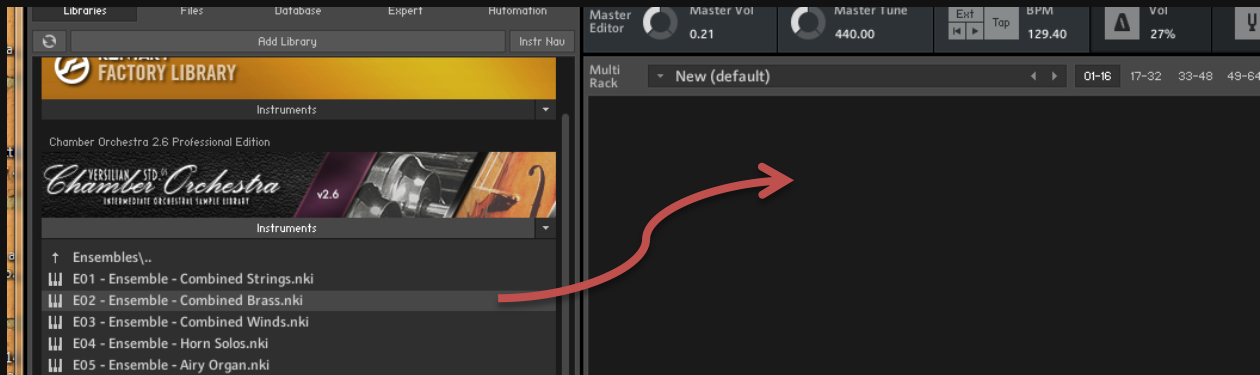 Libraries
Files
Database
Expert
Automation
Add Library
Instr Nav
FACTORY LIBRARY
Instruments
Chamber Orchestra 2.6 Professional Edition
VERSILIAN STD.
Chamber Orchestra
INTERMEDIATE ORCHESTRAL SAMPLE LIBRARY
v2.6
Instruments
Ensembles\..
E01 - Ensemble - Combined Strings.nki
E02 - Ensemble - Combined Brass.nki
E03 - Ensemble - Combined Winds.nki
E04 - Ensemble - Horn Solos.nki
E05 - Ensemble - Airy Organ.nki
Master
Editor
Master Vol
0.21
Master Tune
440.00
Ext
Tap
BPM
129.40
Vol
27%
Multi
Rack
New (default)
01-16
17-32
33-48
49-64